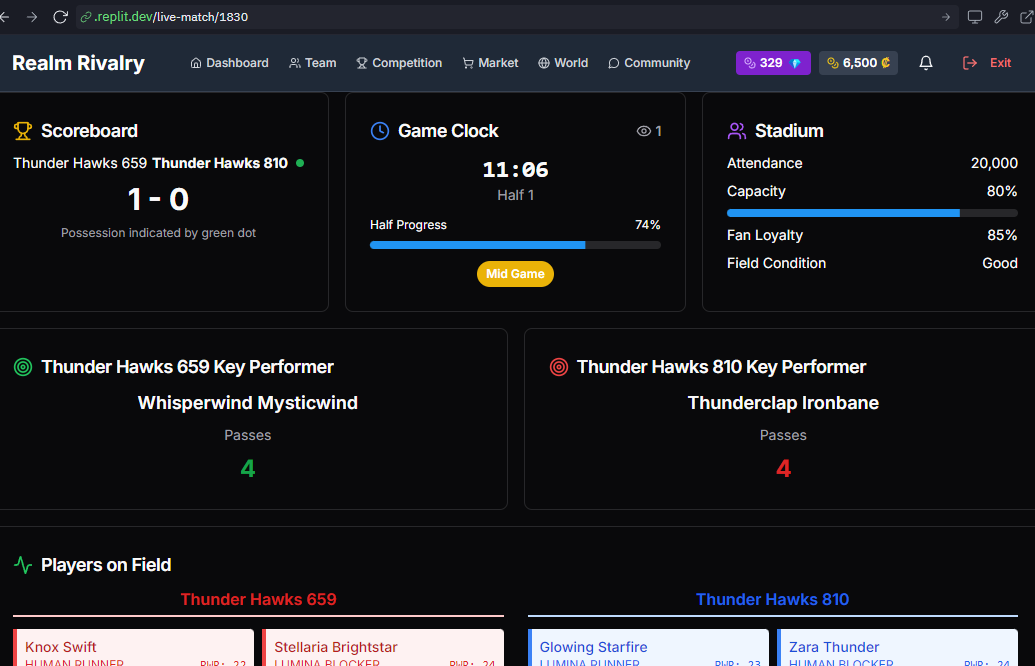 .replit.dev/live-match/1830
Realm Rivalry
Dashboard
Team
Competition
Market
World
Community
329
6,500 ₡
Exit
Scoreboard
Thunder Hawks 659 Thunder Hawks 810
1 - 0
Possession indicated by green dot
Game Clock
1
11:06
Half 1
Half Progress 74%
Mid Game
Stadium
Attendance 20,000
Capacity 80%
Fan Loyalty 85%
Field Condition Good
Thunder Hawks 659 Key Performer
Whisperwind Mysticwind
Passes
4
Thunder Hawks 810 Key Performer
Thunderclap Ironbane
Passes
4
Players on Field
Thunder Hawks 659
Knox Swift
HUMAN RUNNER PWR: 22
Stellaria Brightstar
LUMINA BLOCKER PWR: 24
Thunder Hawks 810
Glowing Starfire
LUMINA RUNNER PWR: 23
Zara Thunder
HUMAN BLOCKER PWR: 24